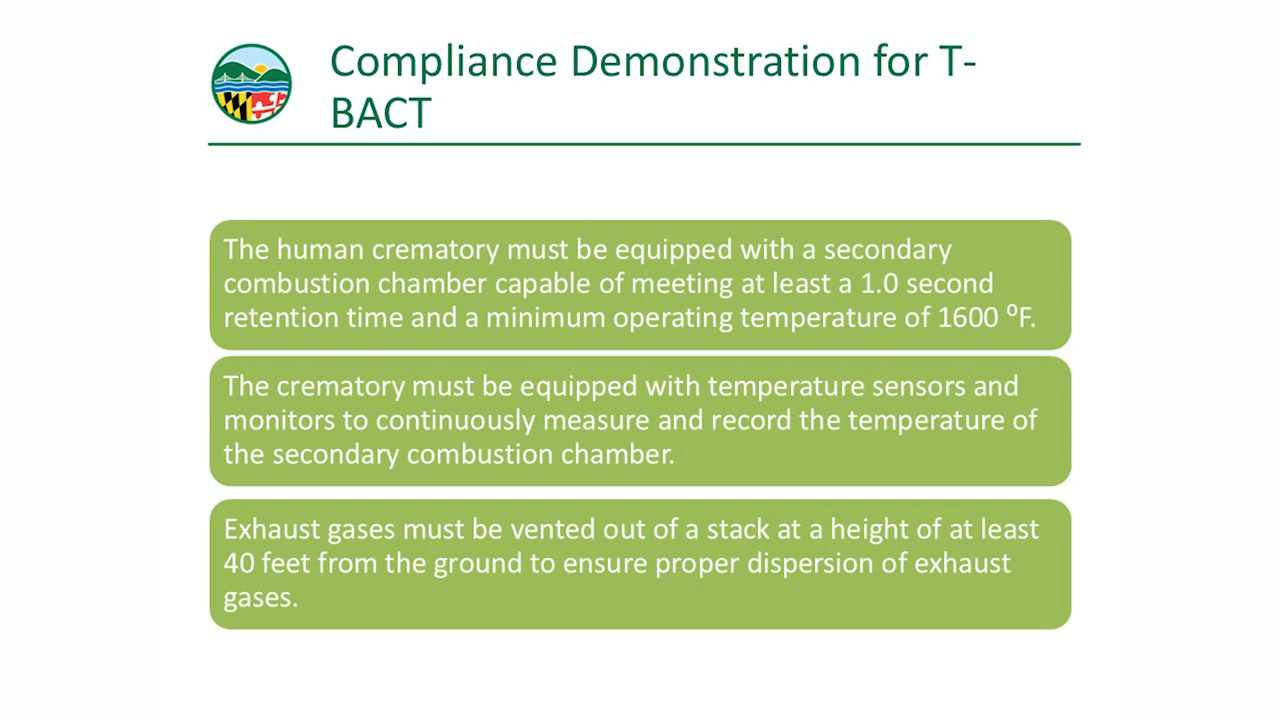 Compliance Demonstration for T-
BACT
The human crematory must be equipped with a secondary
combustion chamber capable of meeting at least a 1.0 second
retention time and a minimum operating temperature of 1600 ⁰F.
The crematory must be equipped with temperature sensors and
monitors to continuously measure and record the temperature of
the secondary combustion chamber.
Exhaust gases must be vented out of a stack at a height of at least
40 feet from the ground to ensure proper dispersion of exhaust
gases.